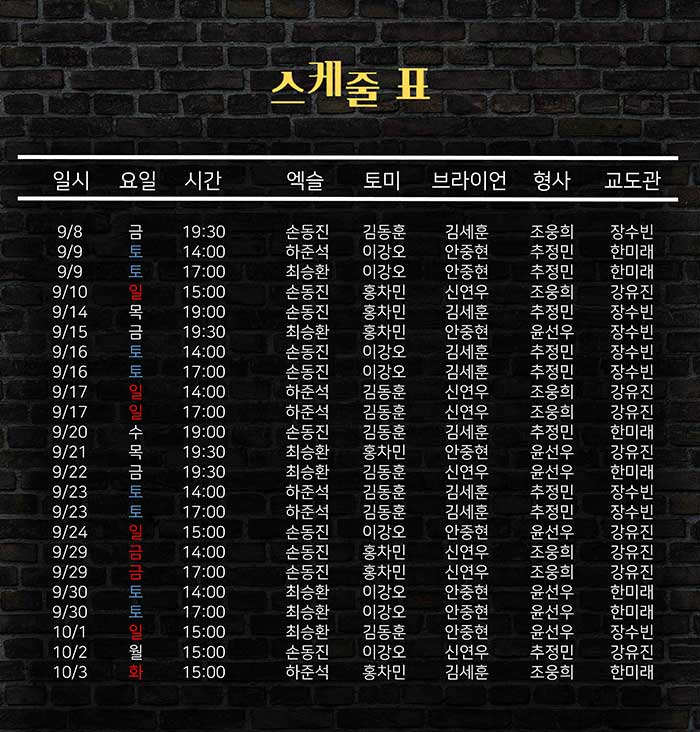 스케줄 표
일시 요일 시간 엑슬 토미 브라이언 형사 교도관
9/8 금 19:30 손동진 김동훈 김세훈 조웅희 장수빈
9/9 토 14:00 하준석 이강오 안중현 추정민 한미래
9/9 토 17:00 최승환 이강오 안중현 추정민 한미래
9/10 일 15:00 손동진 홍차민 신연우 조웅희 강유진
9/14 목 19:00 손동진 홍차민 김세훈 추정민 장수빈
9/15 금 19:30 최승환 홍차민 안중현 윤선우 장수빈
9/16 토 14:00 손동진 이강오 김세훈 추정민 장수빈
9/16 토 17:00 손동진 이강오 김세훈 추정민 장수빈
9/17 일 14:00 하준석 김동훈 신연우 조웅희 강유진
9/17 일 17:00 하준석 김동훈 신연우 조웅희 강유진
9/20 수 19:00 손동진 김동훈 김세훈 추정민 한미래
9/21 목 19:30 최승환 홍차민 안중현 윤선우 강유진
9/22 금 19:30 최승환 김동훈 신연우 윤선우 한미래
9/23 토 14:00 하준석 김동훈 김세훈 추정민 장수빈
9/23 토 17:00 하준석 김동훈 김세훈 추정민 장수빈
9/24 일 15:00 손동진 이강오 안중현 윤선우 강유진
9/29 금 14:00 손동진 홍차민 신연우 조웅희 강유진
9/29 금 17:00 손동진 홍차민 신연우 조웅희 강유진
9/30 토 14:00 최승환 이강오 안중현 윤선우 한미래
9/30 토 17:00 최승환 이강오 안중현 윤선우 한미래
10/1 일 15:00 최승환 김동훈 안중현 윤선우 장수빈
10/2 월 15:00 손동진 이강오 신연우 추정민 강유진
10/3 화 15:00 하준석 홍차민 김세훈 조웅희 한미래